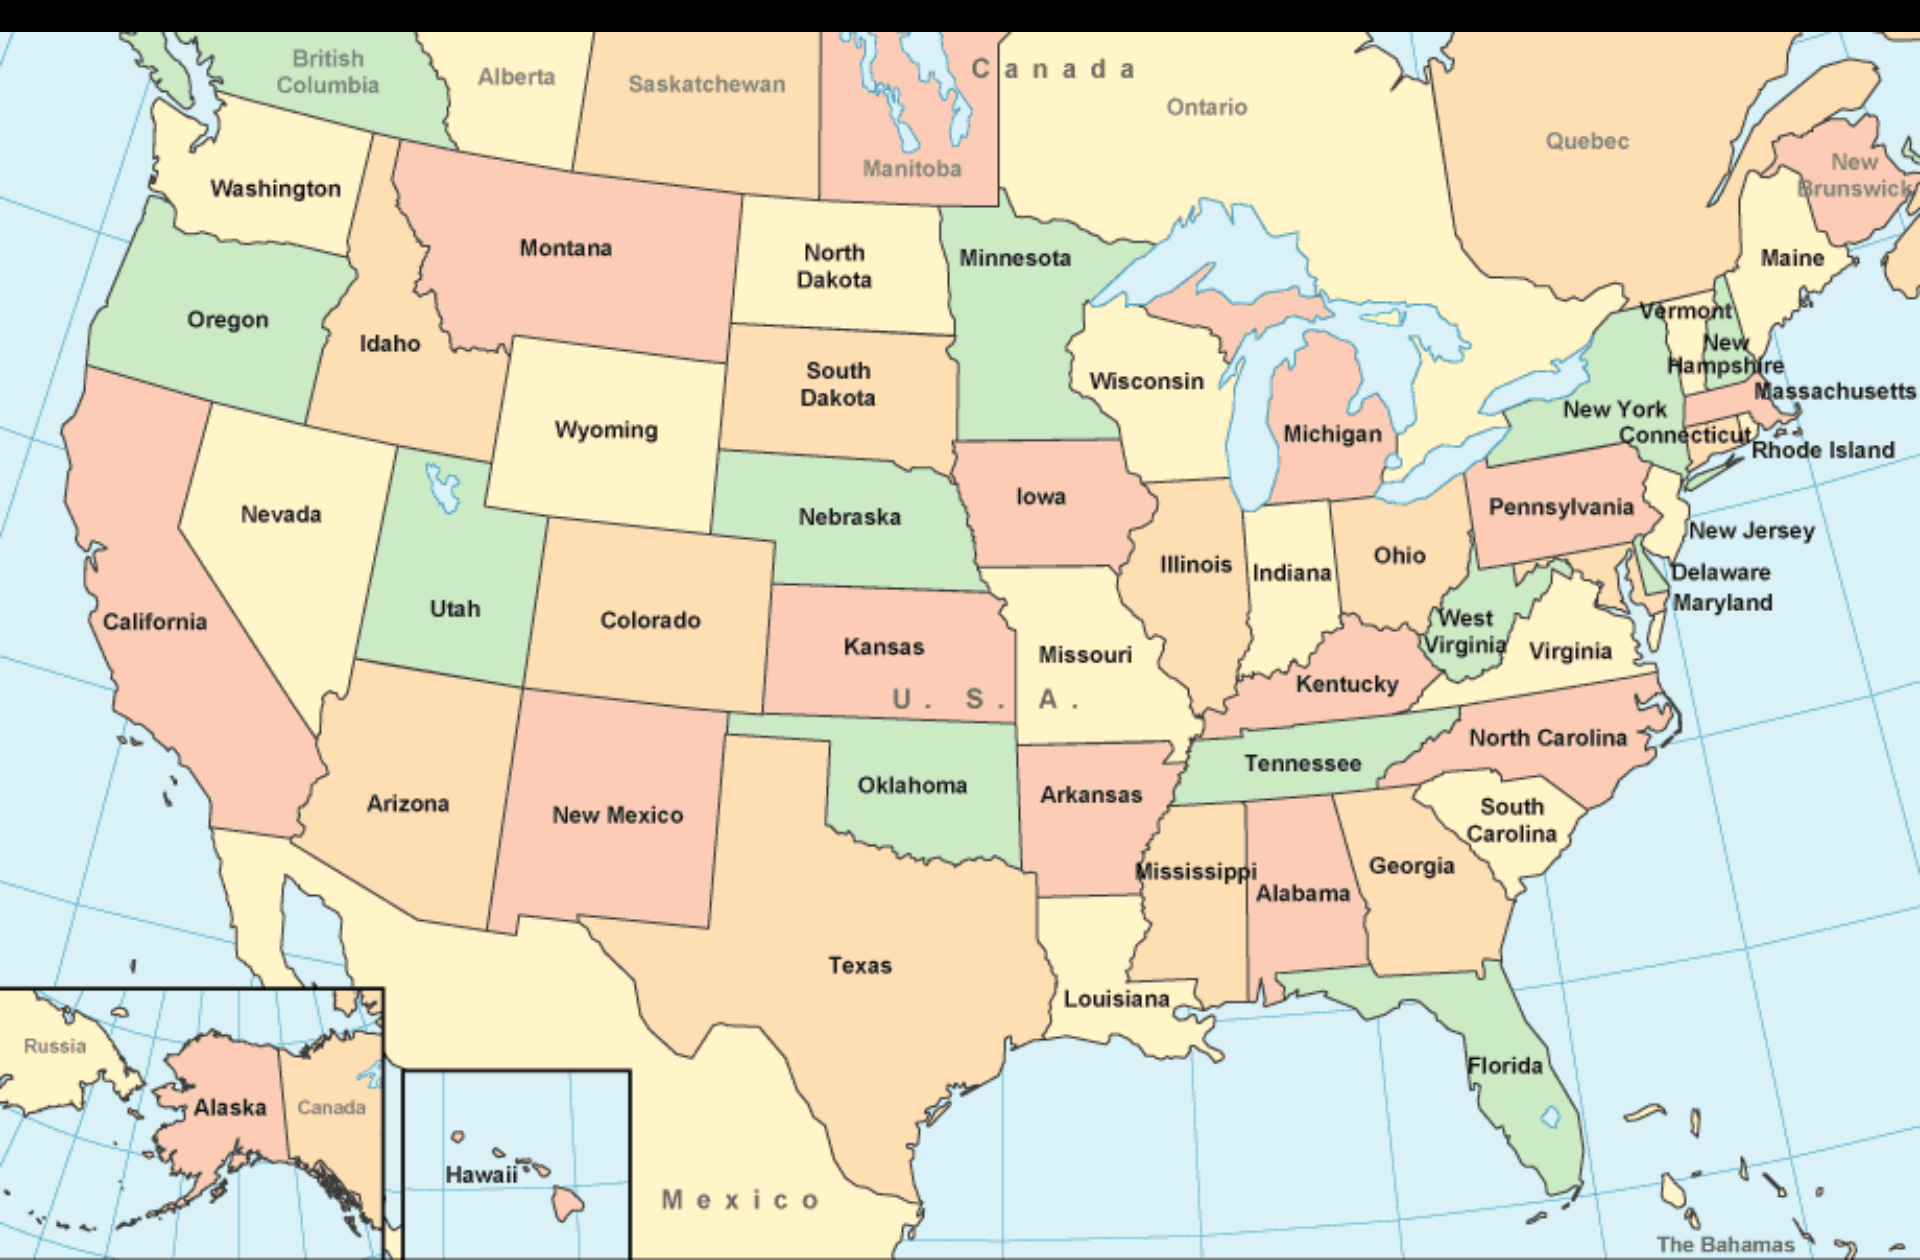 British
Columbia
Alberta
Saskatchewan
Manitoba
Canada
Ontario
Quebec
New
Brunswick
Washington
Montana
North
Dakota
Minnesota
Maine
Oregon
Idaho
Vermont
New
Hampshire
South
Dakota
Wisconsin
Massachusetts
Wyoming
Michigan
New York
Connecticut
Rhode Island
Nevada
Nebraska
Iowa
Pennsylvania
New Jersey
Illinois
Indiana
Ohio
Delaware
Maryland
California
Utah
Colorado
Kansas
Missouri
West
Virginia
Virginia
Kentucky
U. S. A.
North Carolina
Tennessee
Arizona
New Mexico
Oklahoma
Arkansas
South
Carolina
Mississippi
Alabama
Georgia
Texas
Louisiana
Florida
Russia
Alaska
Canada
Hawaii
Mexico
The Bahamas